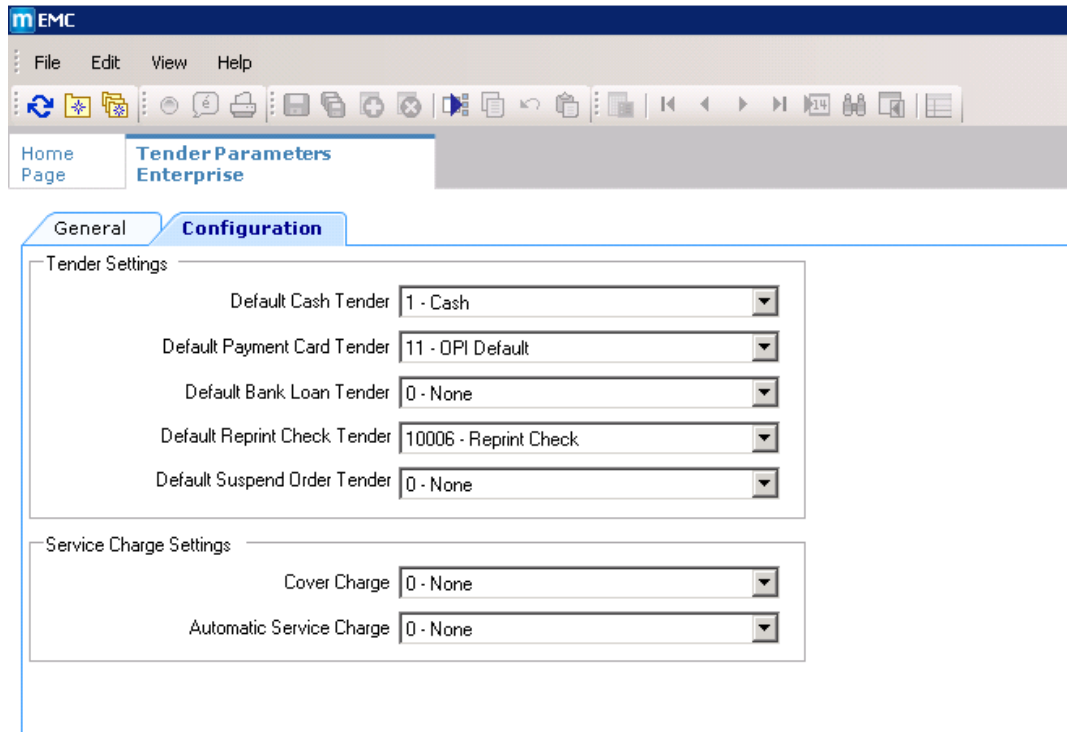 m EMC
File Edit View Help
é
14
Home Page
Tender Parameters Enterprise
General Configuration
Tender Settings
Default Cash Tender 1 - Cash
Default Payment Card Tender 11 - OPI Default
Default Bank Loan Tender 0 - None
Default Reprint Check Tender 10006 - Reprint Check
Default Suspend Order Tender 0 - None
Service Charge Settings
Cover Charge 0 - None
Automatic Service Charge 0 - None